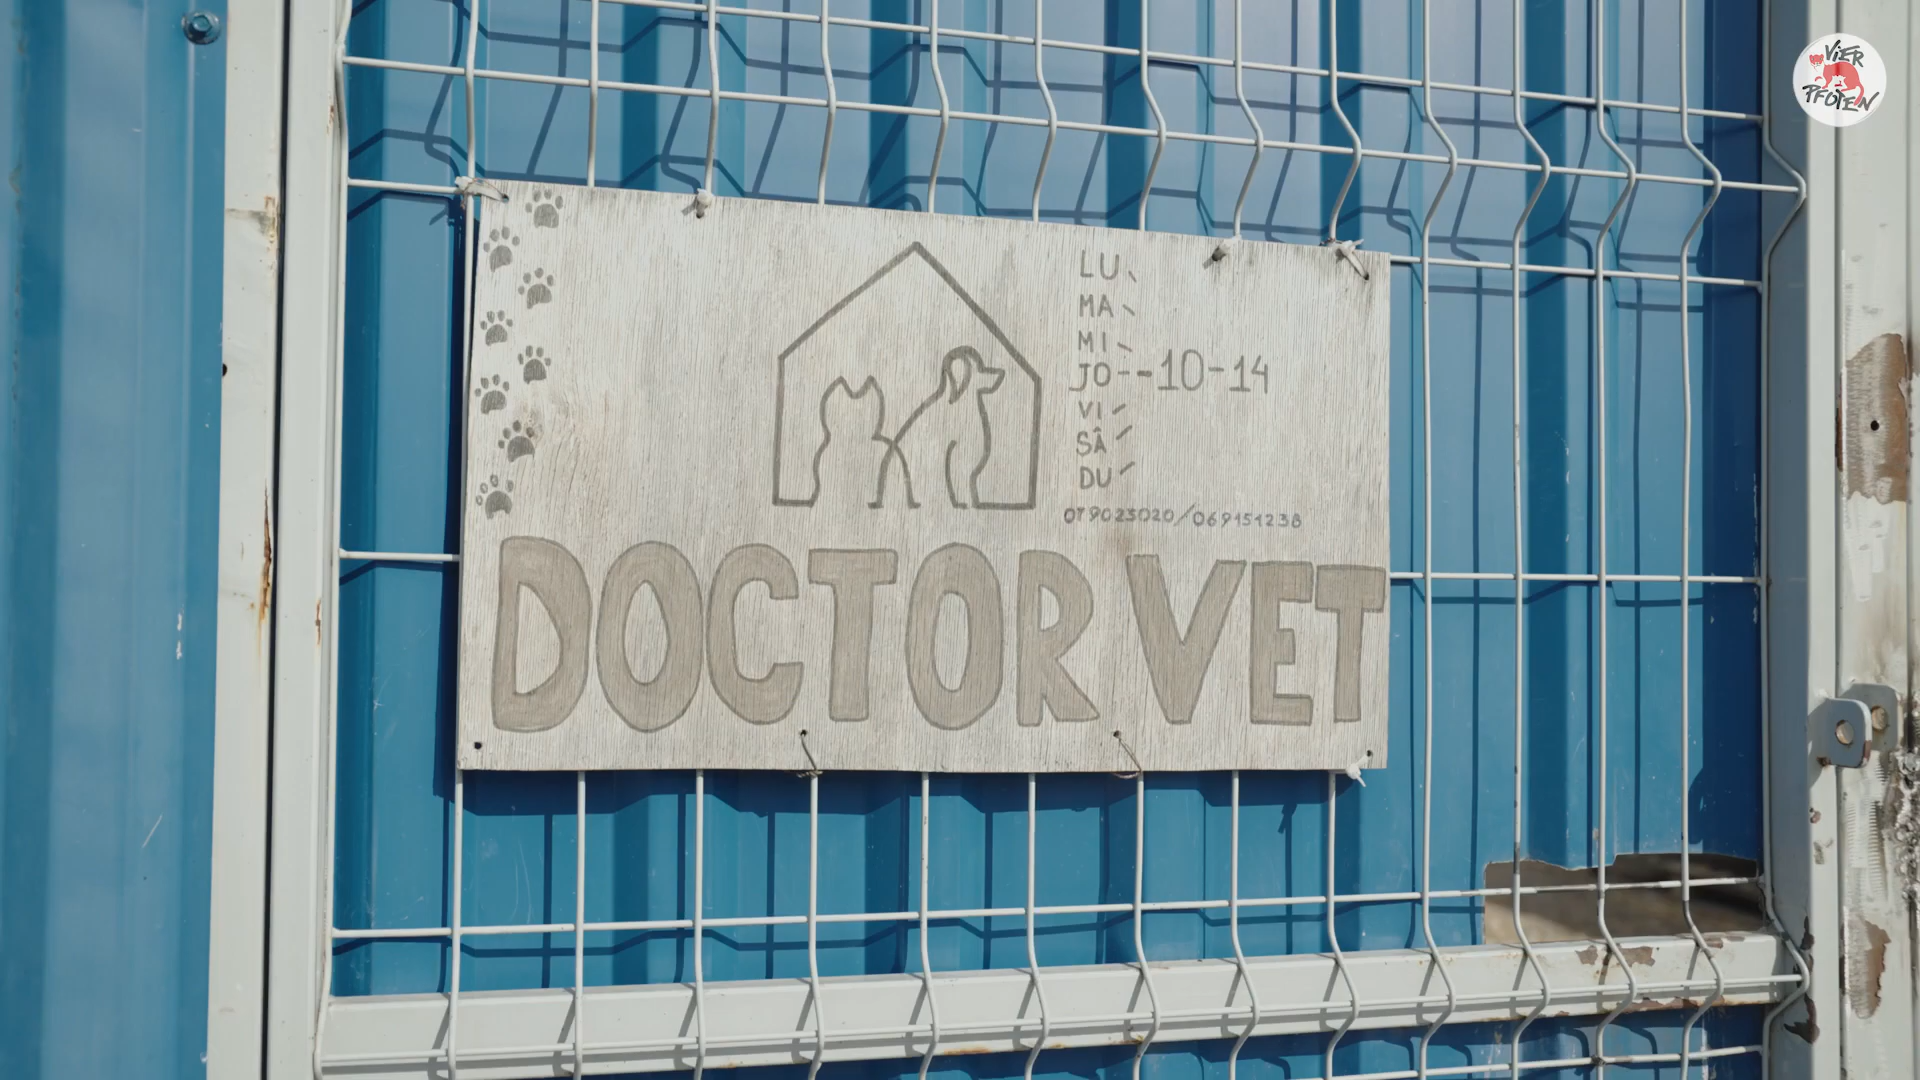 LU
MA
MI
JO--10-14
VI
SÂ
DU
079023020/069151238
DOCTOR VET
VIER
PFOTEN